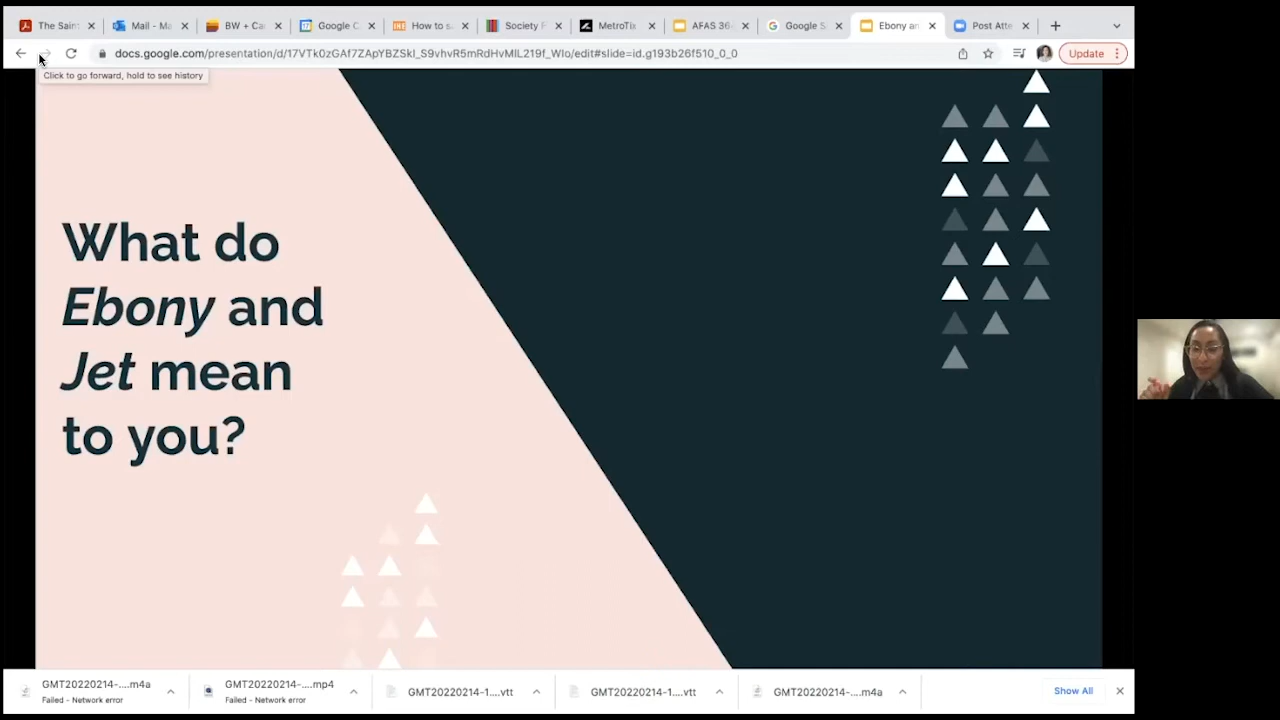 The Sain
Mail - Ma
BW + Ca
Google C
How to s
Society F
MetroTix
AFAS 36
Google S
Ebony an
Post Atte
docs.google.com/presentation/d/17VTk0zGAf7ZApYBZSkI_S9vhvR5mRdHvMlL219f_WIo/edit#slide=id.g193b26f510_0_0
Update
Click to go forward, hold to see history
What do
Ebony and
Jet mean
to you?
GMT20220214-....m4a
Failed - Network error
GMT20220214-....mp4
Failed - Network error
GMT20220214-1....vtt
GMT20220214-1....vtt
GMT20220214-....m4a
Show All